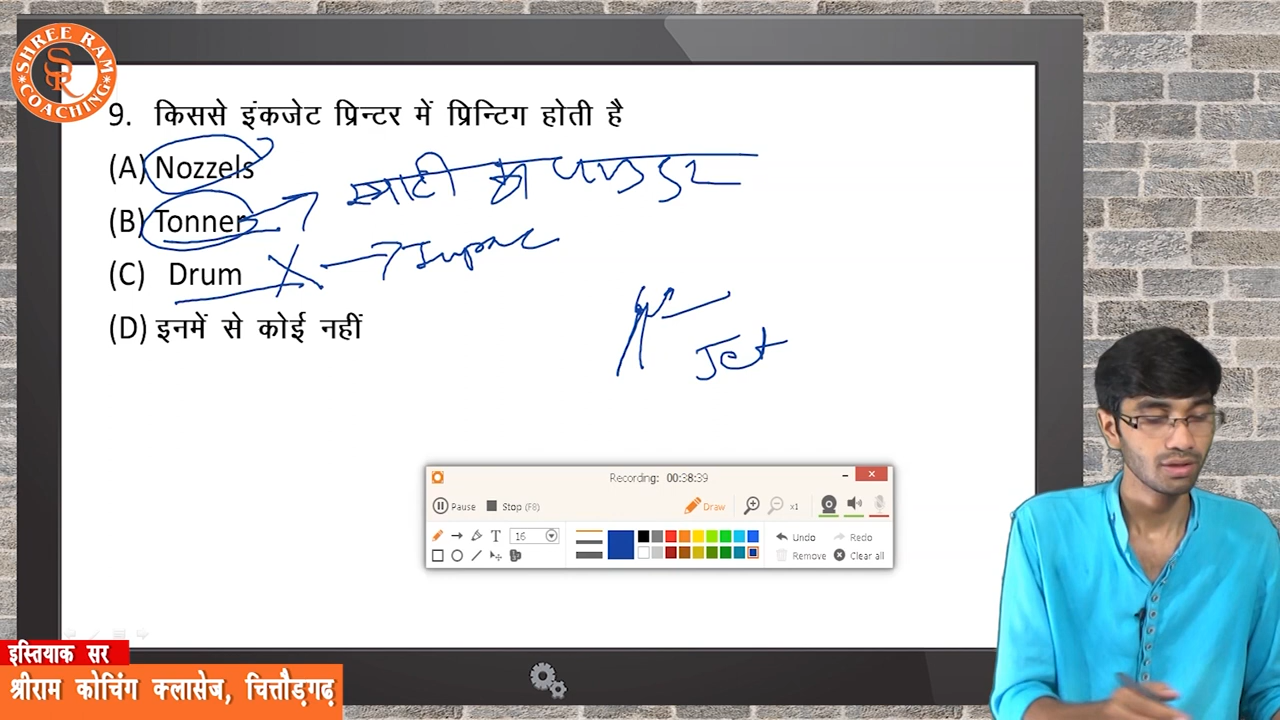 SHREE RAM
SR
COACHING
9. किससे इंकजेट प्रिन्टर में प्रिन्टिग होती है
(A) Nozzels
स्याही का पाउडर
(B) Tonner
(C) Drum
(D) इनमें से कोई नहीं
Jet
Recording: 00:38:39
Pause Stop (F8) Draw x1
T 16 Undo Redo
Remove Clear all
इस्तियाक सर
श्रीराम कोचिंग क्लासेज, चित्तौड़गढ़